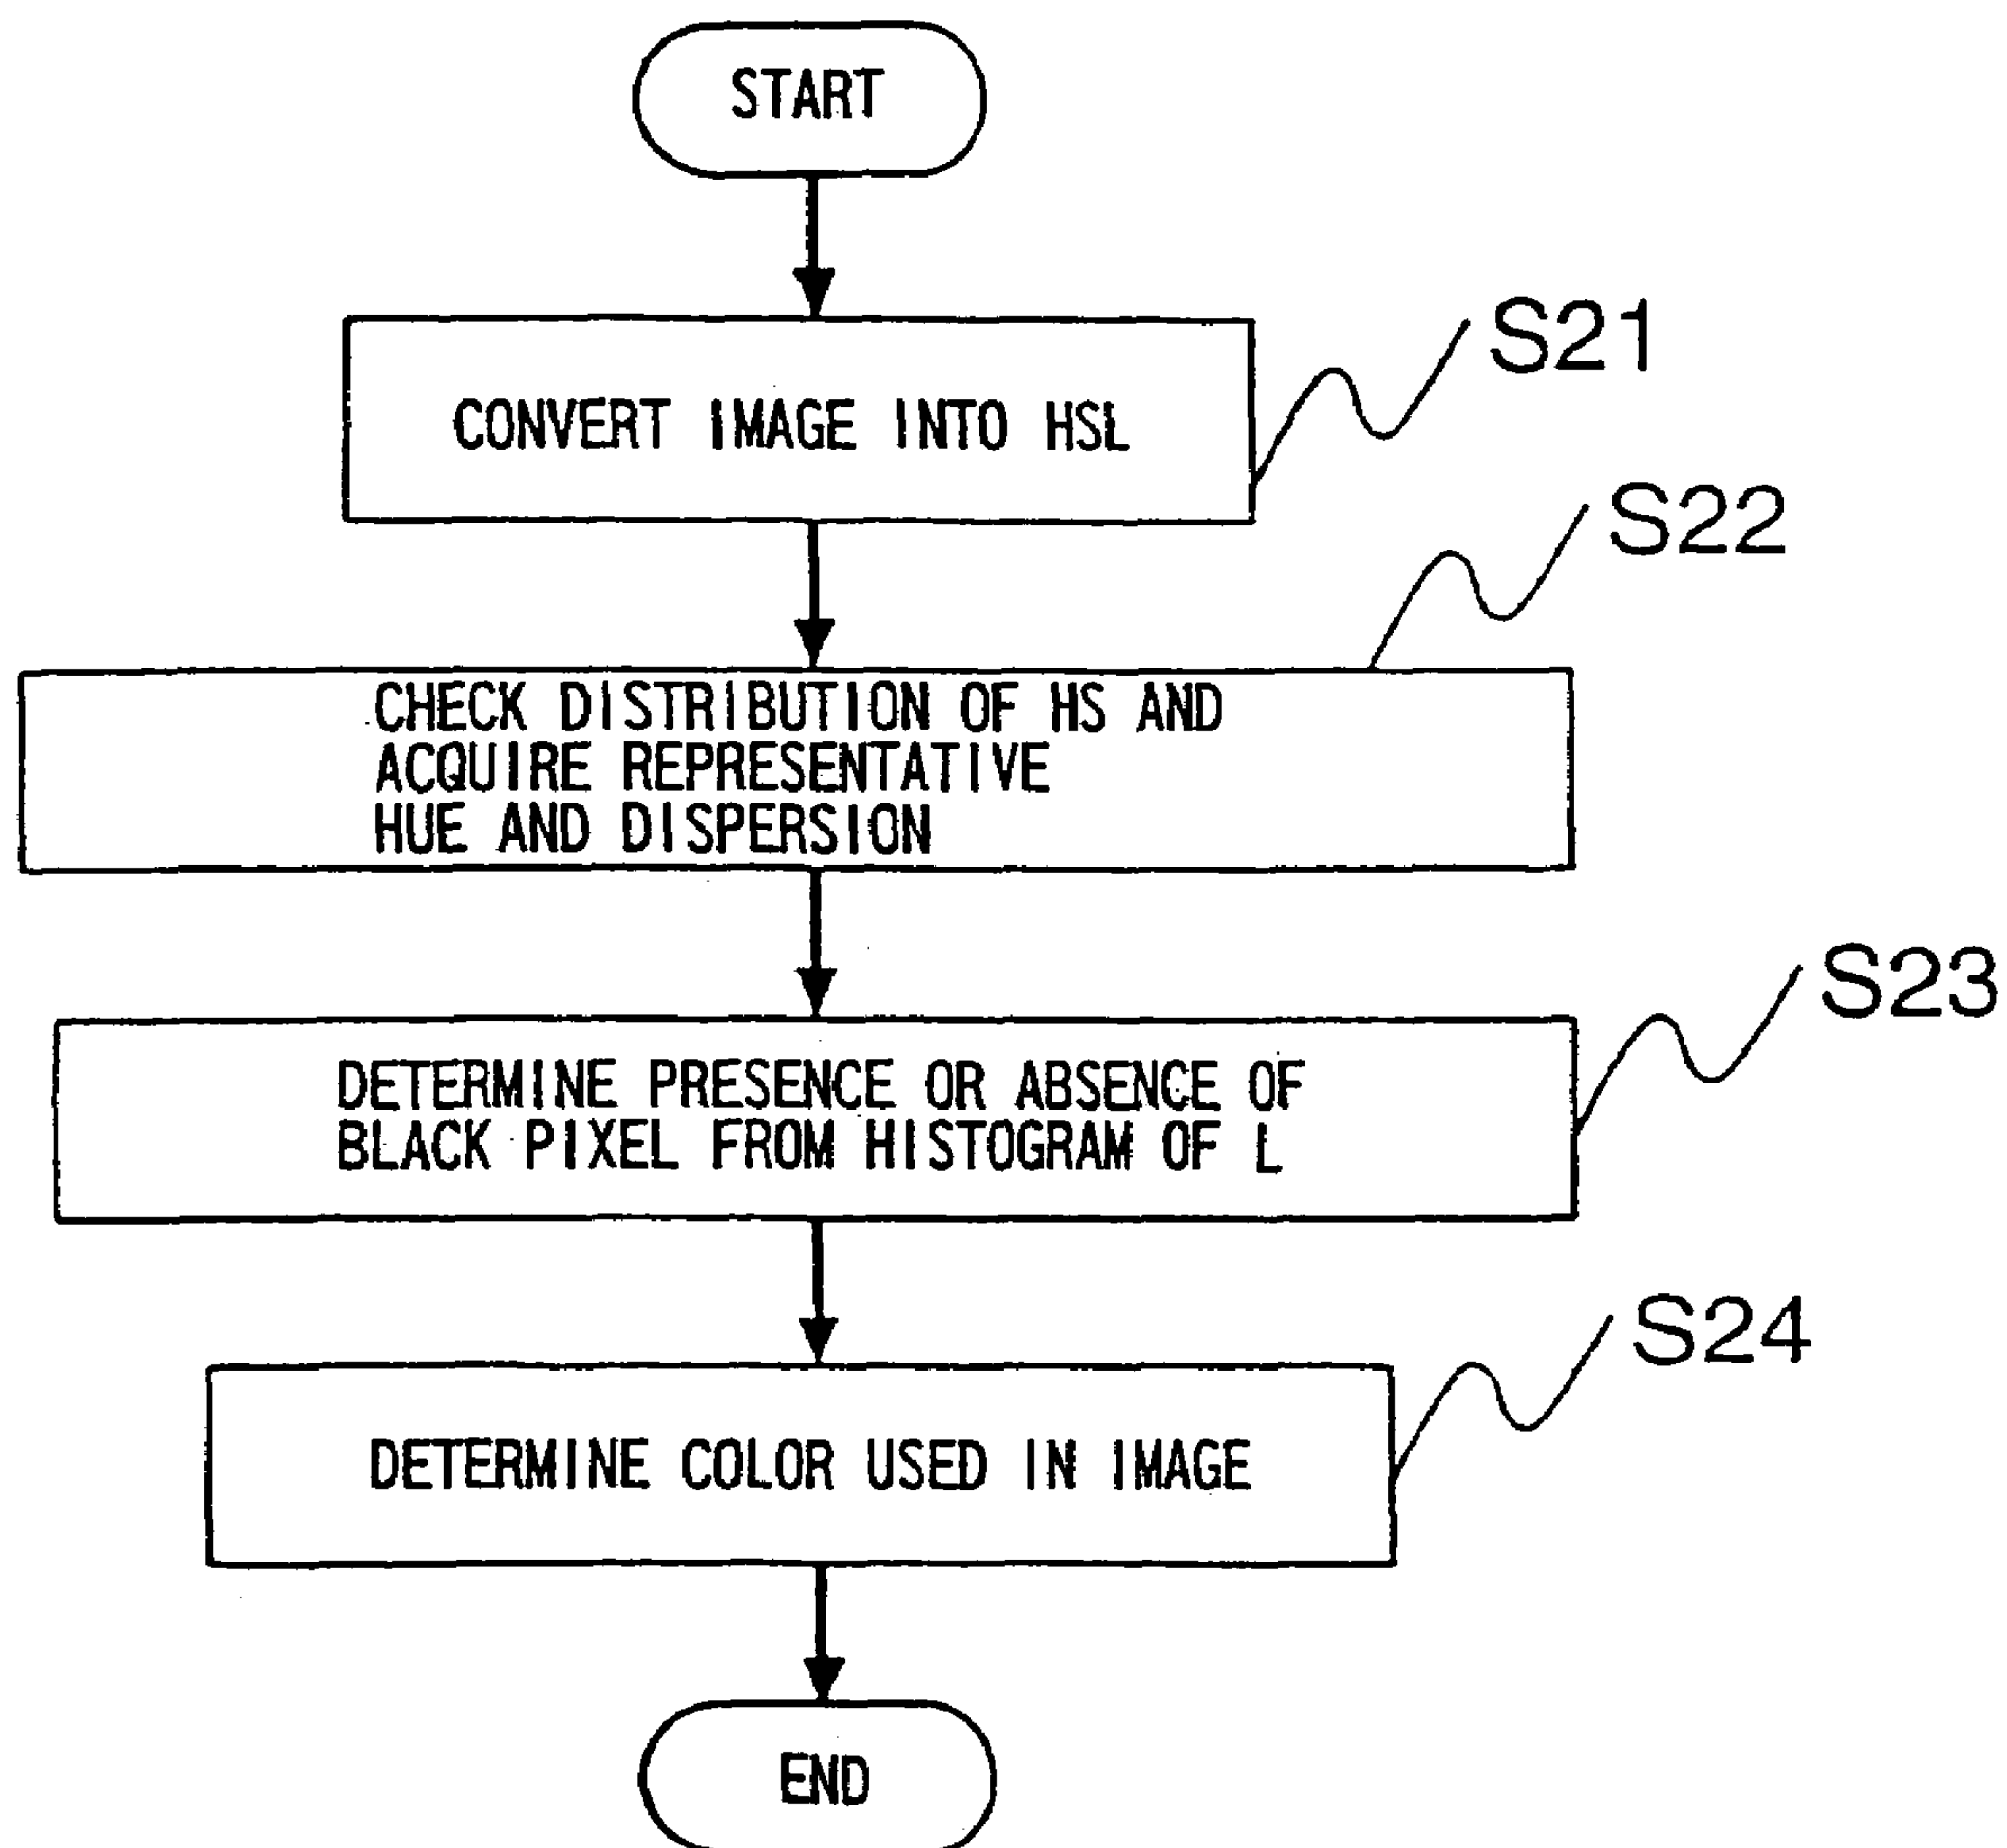 START
CONVERT IMAGE INTO HSL
S21
S22
CHECK DISTRIBUTION OF HS AND
ACQUIRE REPRESENTATIVE
HUE AND DISPERSION
S23
DETERMINE PRESENCE OR ABSENCE OF
BLACK PIXEL FROM HISTOGRAM OF L
S24
DETERMINE COLOR USED IN IMAGE
END